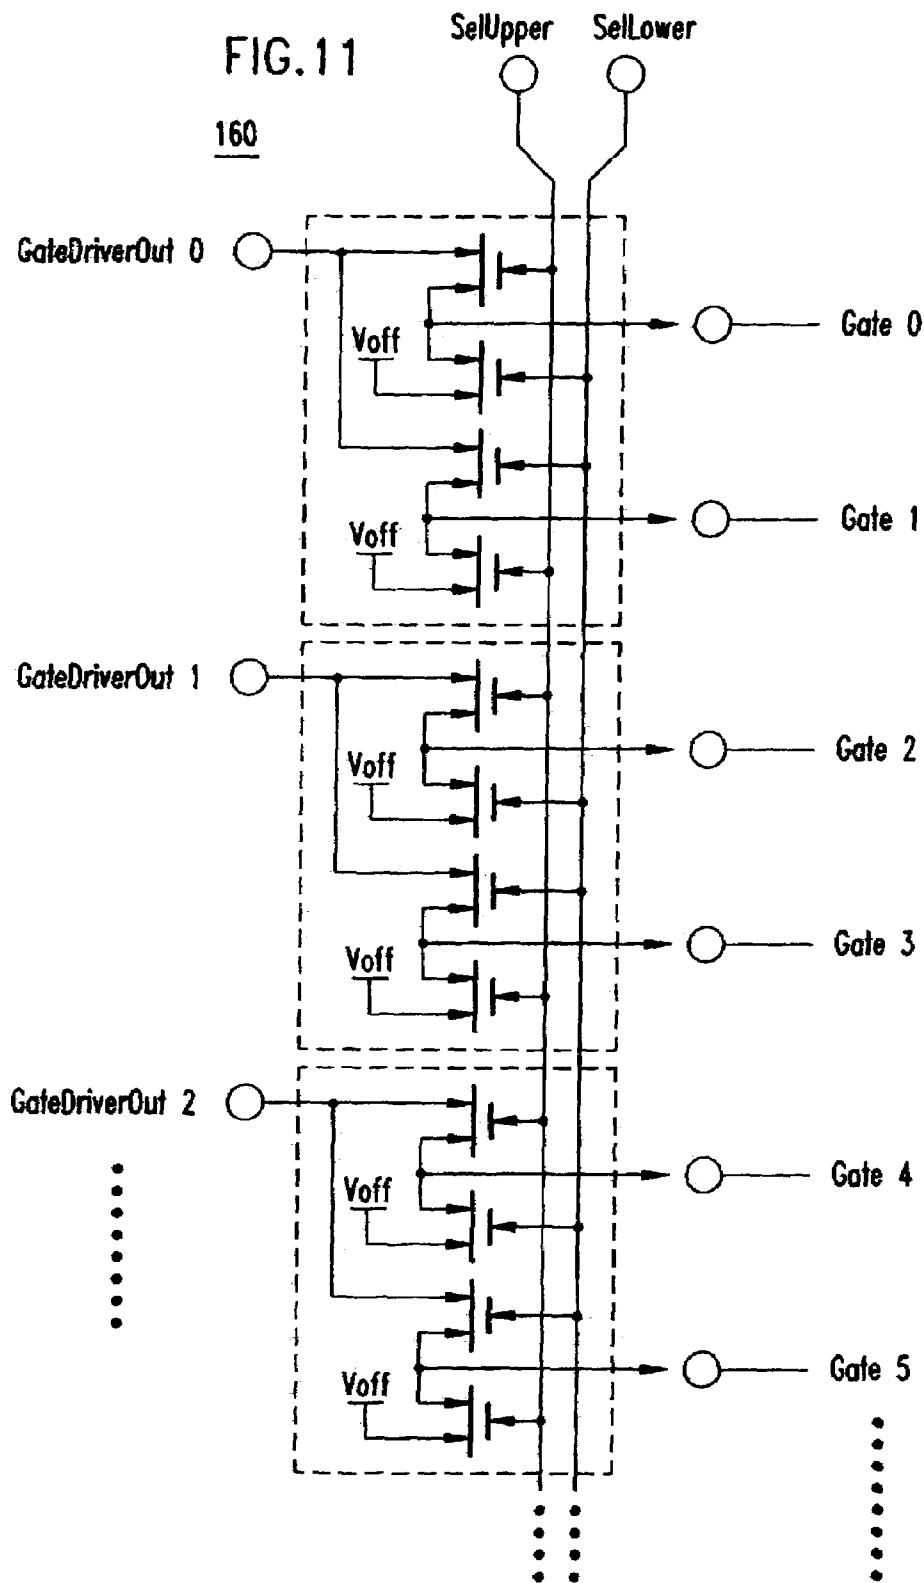 FIG.11
SelUpper SelLower
160
GateDriverOut 0
Gate 0
Voff
Gate 1
Voff
GateDriverOut 1
Gate 2
Voff
Gate 3
Voff
GateDriverOut 2
Gate 4
Voff
Gate 5
Voff